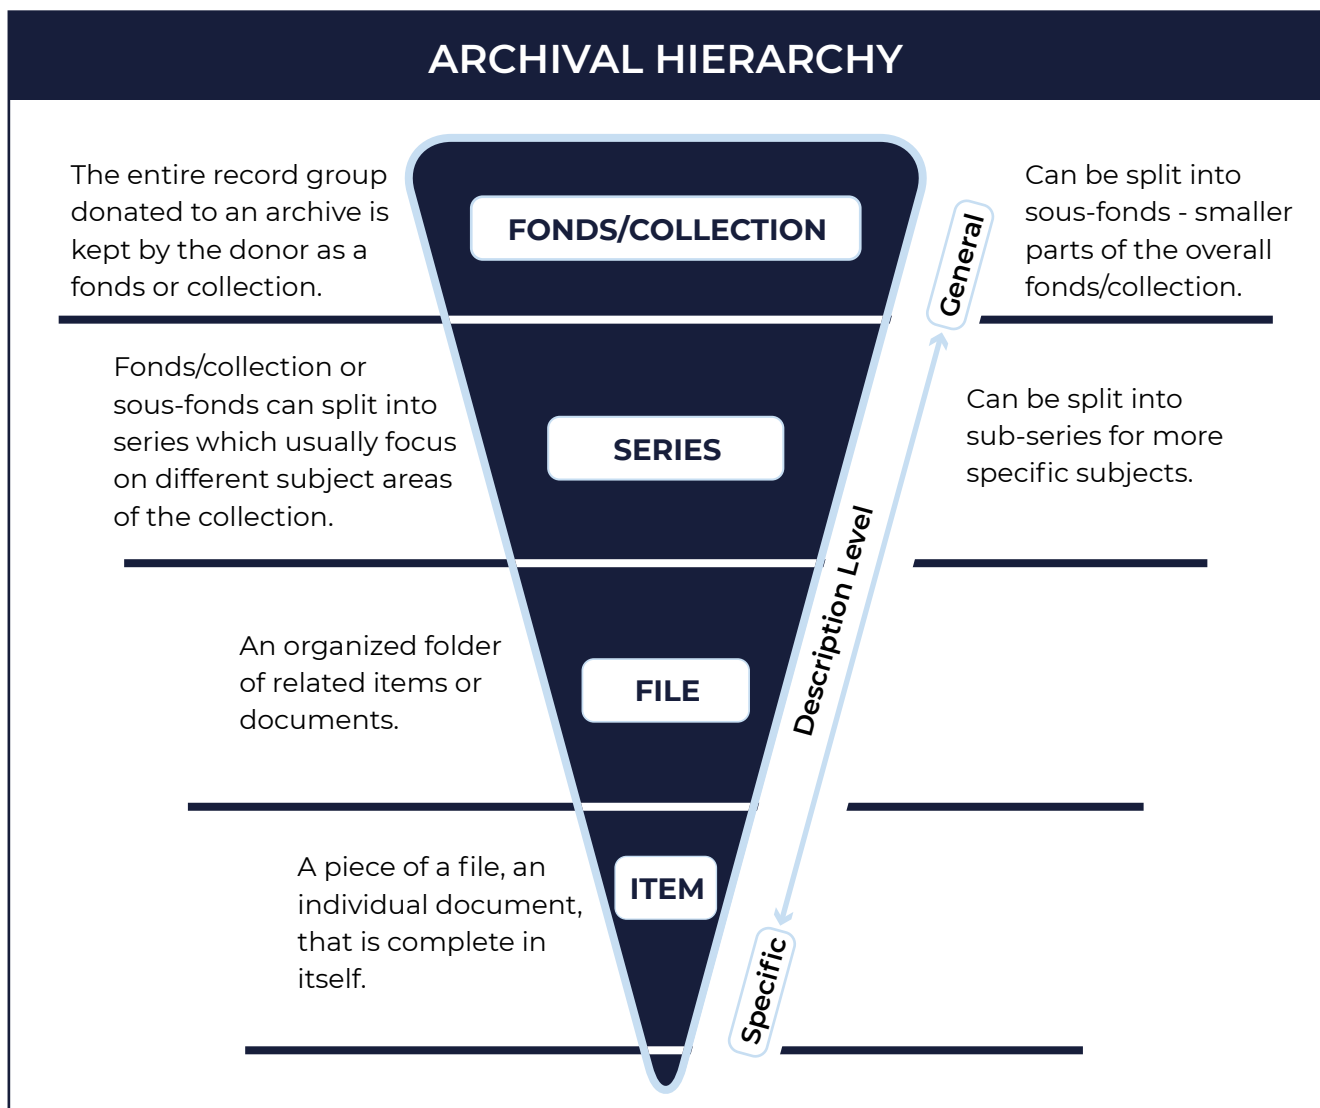 ARCHIVAL HIERARCHY
The entire record group
donated to an archive is
kept by the donor as a
fonds or collection.
FONDS/COLLECTION
General
Can be split into
sous-fonds - smaller
parts of the overall
fonds/collection.
Fonds/collection or
sous-fonds can split into
series which usually focus
on different subject areas
of the collection.
SERIES
Can be split into
sub-series for more
specific subjects.
Description Level
An organized folder
of related items or
documents.
FILE
A piece of a file, an
individual document,
that is complete in
itself.
ITEM
Specific